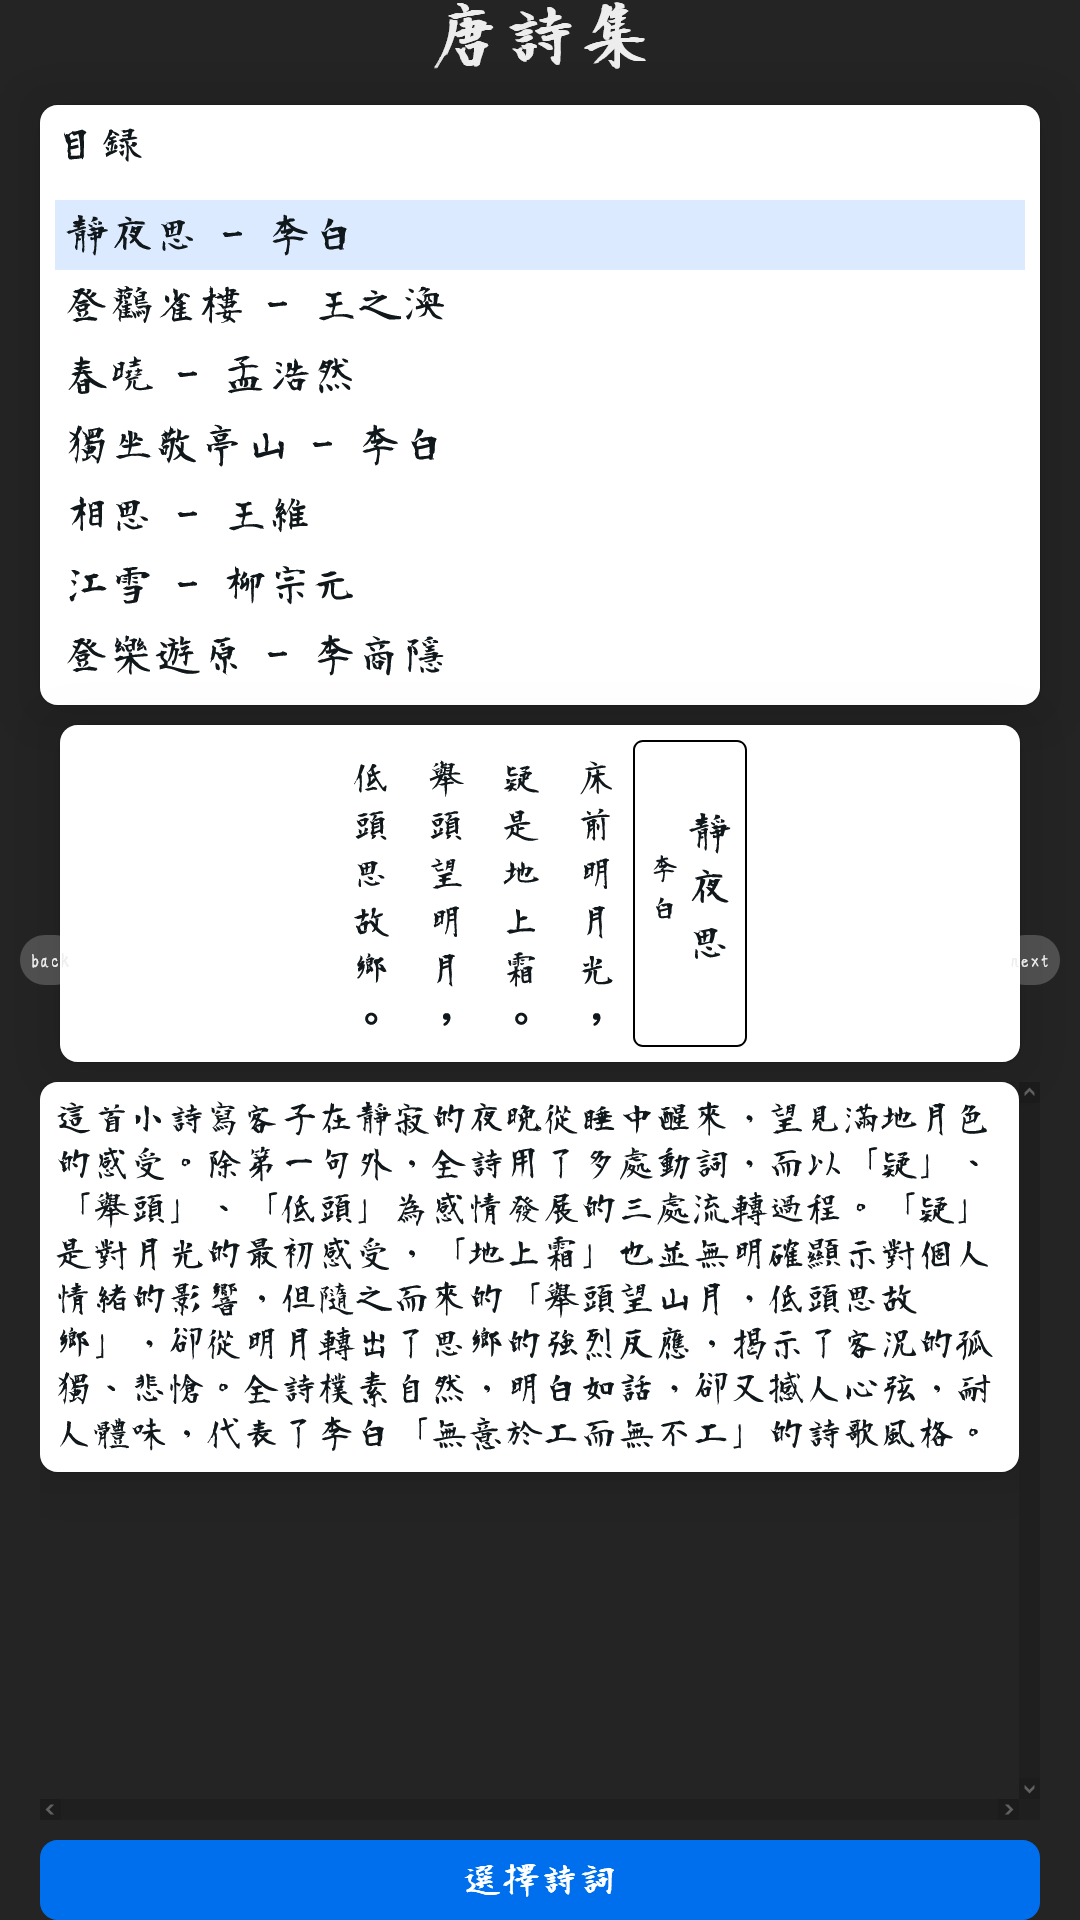 唐詩集
目録
靜夜思 - 李白
登鸛雀樓 - 王之渙
春曉 - 孟浩然
獨坐敬亭山 - 李白
相思 - 王維
江雪 - 柳宗元
登樂遊原 - 李商隱
靜夜思
李白
床前明月光，
疑是地上霜。
舉頭望明月，
低頭思故鄉。
back
next
這首小詩寫客子在靜寂的夜晚從睡中醒來，望見滿地月色
的感受。除第一句外，全詩用了多處動詞，而以「疑」、
「舉頭」、「低頭」為感情發展的三處流轉過程。「疑」
是對月光的最初感受，「地上霜」也並無明確顯示對個人
情緒的影響，但隨之而來的「舉頭望山月，低頭思故
鄉」，卻從明月轉出了思鄉的強烈反應，揭示了客況的孤
獨、悲愴。全詩樸素自然，明白如話，卻又撼人心弦，耐
人體味，代表了李白「無意於工而無不工」的詩歌風格。
選擇詩詞